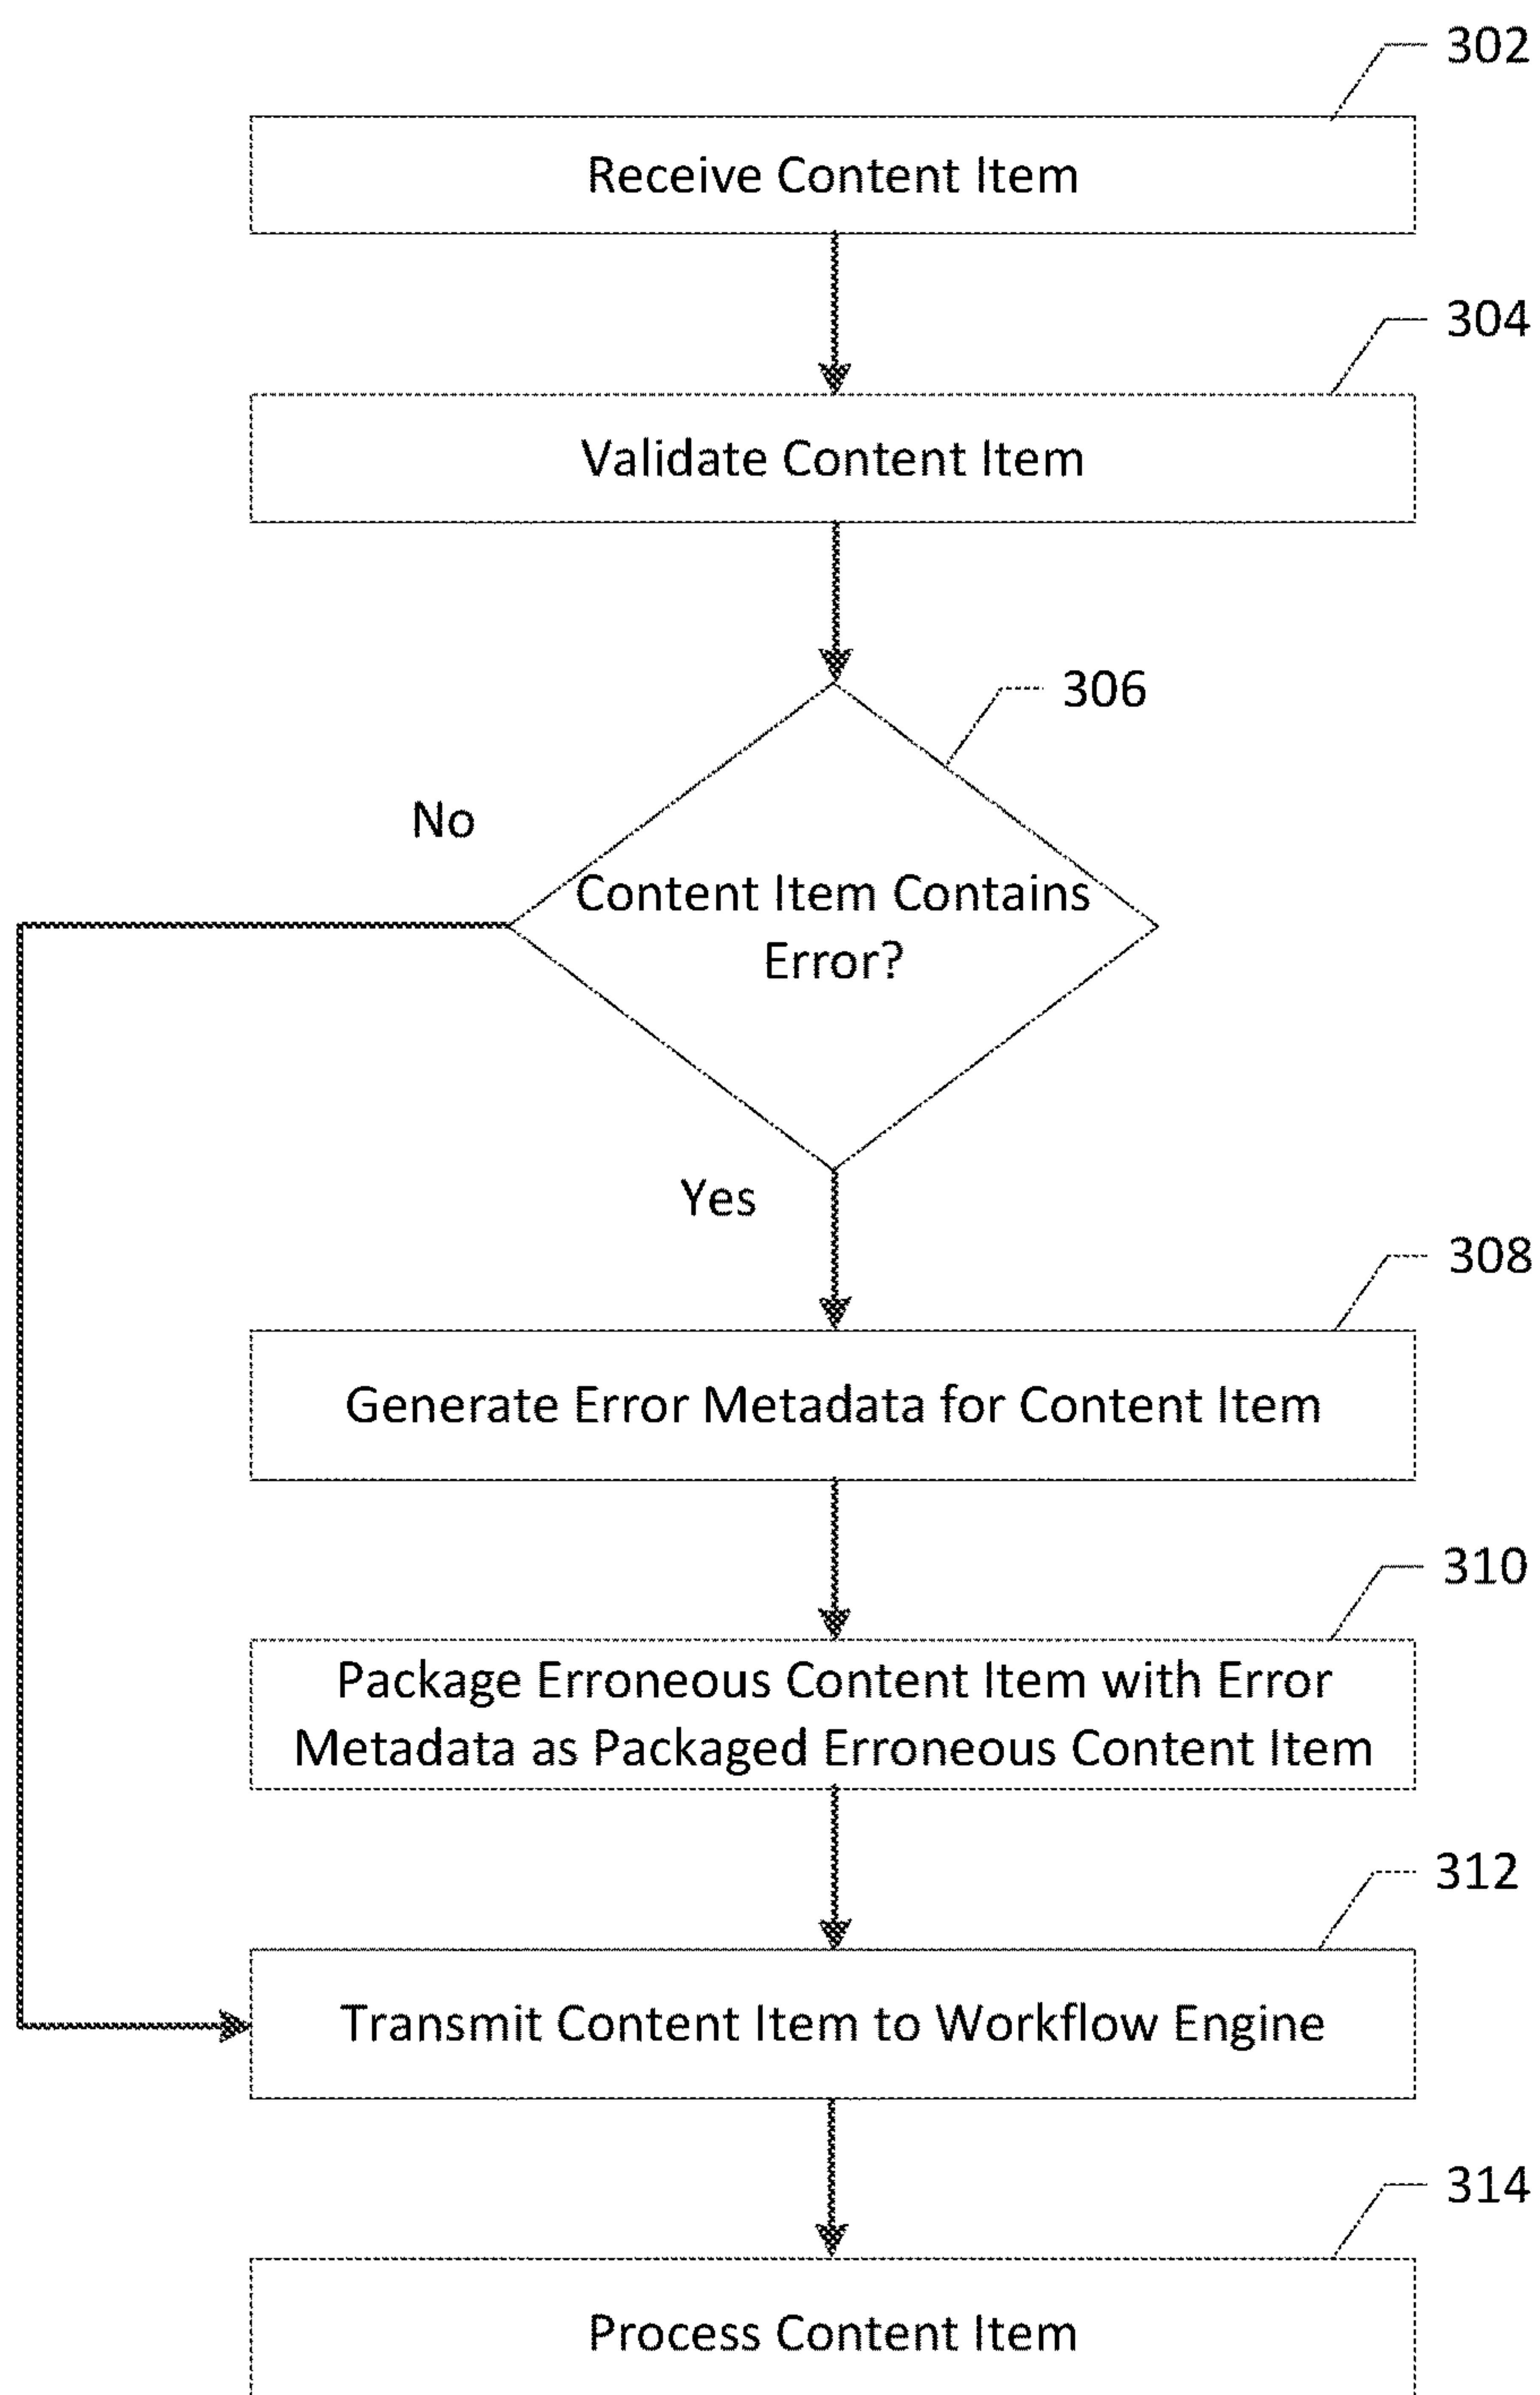 302
Receive Content Item
304
Validate Content Item
306
No
Content Item Contains
Error?
Yes
308
Generate Error Metadata for Content Item
310
Package Erroneous Content Item with Error
Metadata as Packaged Erroneous Content Item
312
Transmit Content Item to Workflow Engine
314
Process Content Item